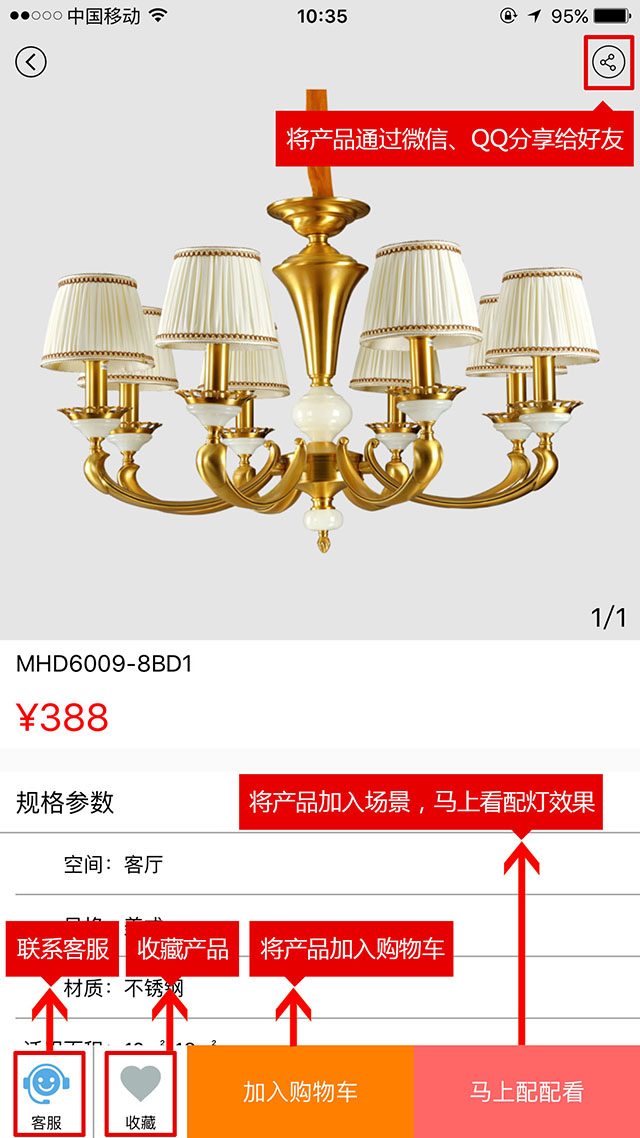 中国移动 10:35 95%
将产品通过微信、QQ分享给好友
1/1
MHD6009-8BD1
¥388
规格参数
将产品加入场景，马上看配灯效果
空间：客厅
联系客服 收藏产品 将产品加入购物车
材质：不锈钢
客服 收藏 加入购物车 马上配配看